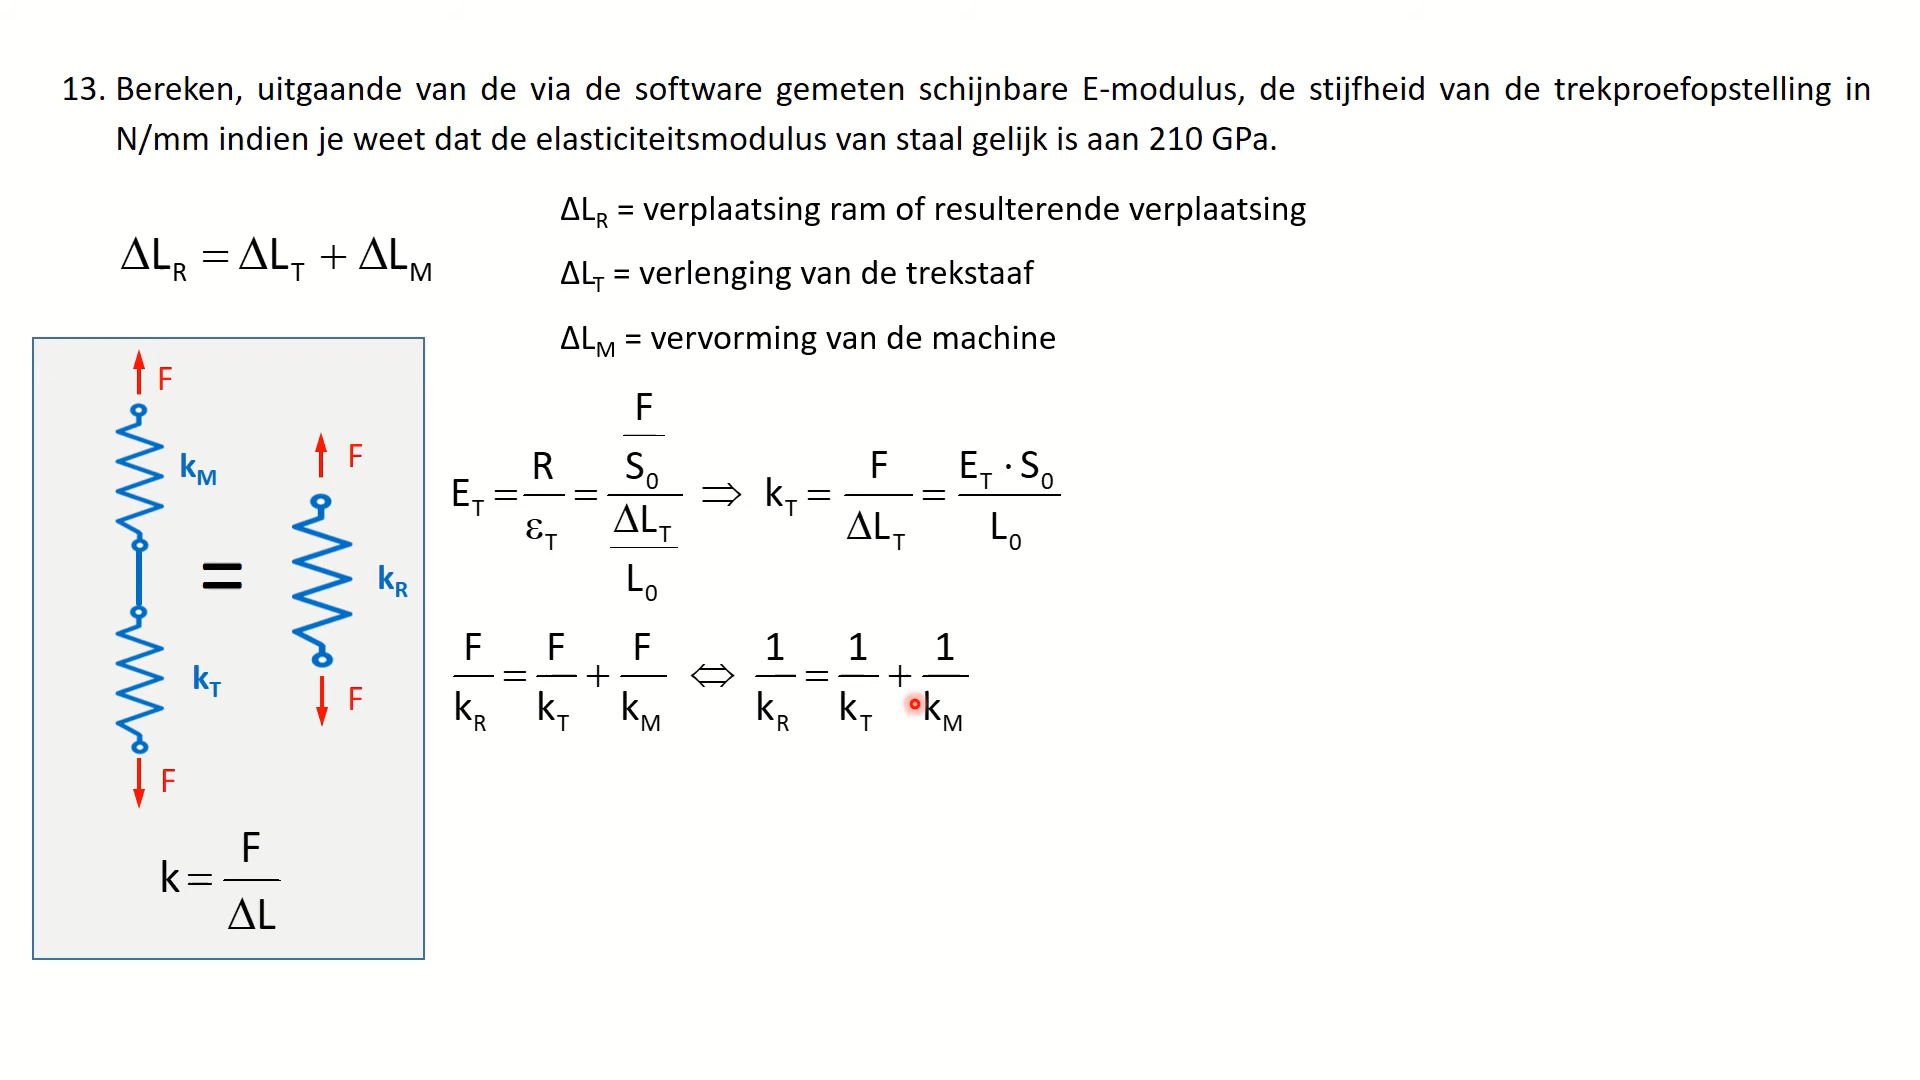 13. Bereken, uitgaande van de via de software gemeten schijnbare E-modulus, de stijfheid van de trekproefopstelling in
N/mm indien je weet dat de elasticiteitsmodulus van staal gelijk is aan 210 GPa.
ΔL_R = ΔL_T + ΔL_M
ΔL_R = verplaatsing ram of resulterende verplaatsing
ΔL_T = verlenging van de trekstaaf
ΔL_M = vervorming van de machine
F
k_M
k_T
F
=
F
k_R
F
k = F / ΔL
E_T = R / ε_T = (F / S_0) / (ΔL_T / L_0) ⇒ k_T = F / ΔL_T = E_T · S_0 / L_0
F / k_R = F / k_T + F / k_M ⇔ 1 / k_R = 1 / k_T + 1 / k_M